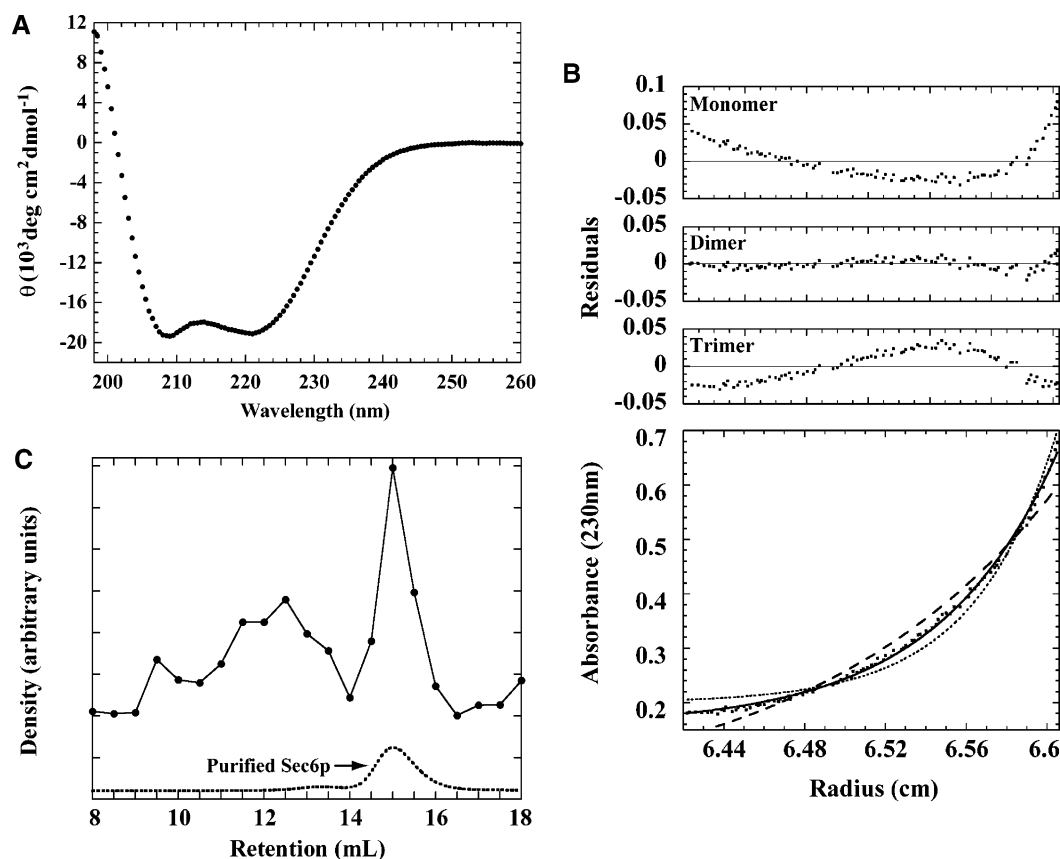 A
12
8
4
0
-4
-8
-12
-16
-20
θ (10³deg cm² dmol⁻¹)
200 210 220 230 240 250 260
Wavelength (nm)
B
0.1
Monomer
0.05
0
-0.05
0.05
Dimer
0
-0.05
0.05
Trimer
0
-0.05
Residuals
0.7
0.6
0.5
0.4
0.3
0.2
Absorbance (230nm)
6.44 6.48 6.52 6.56 6.6
Radius (cm)
C
Density (arbitrary units)
Purified Sec6p
8 10 12 14 16 18
Retention (mL)